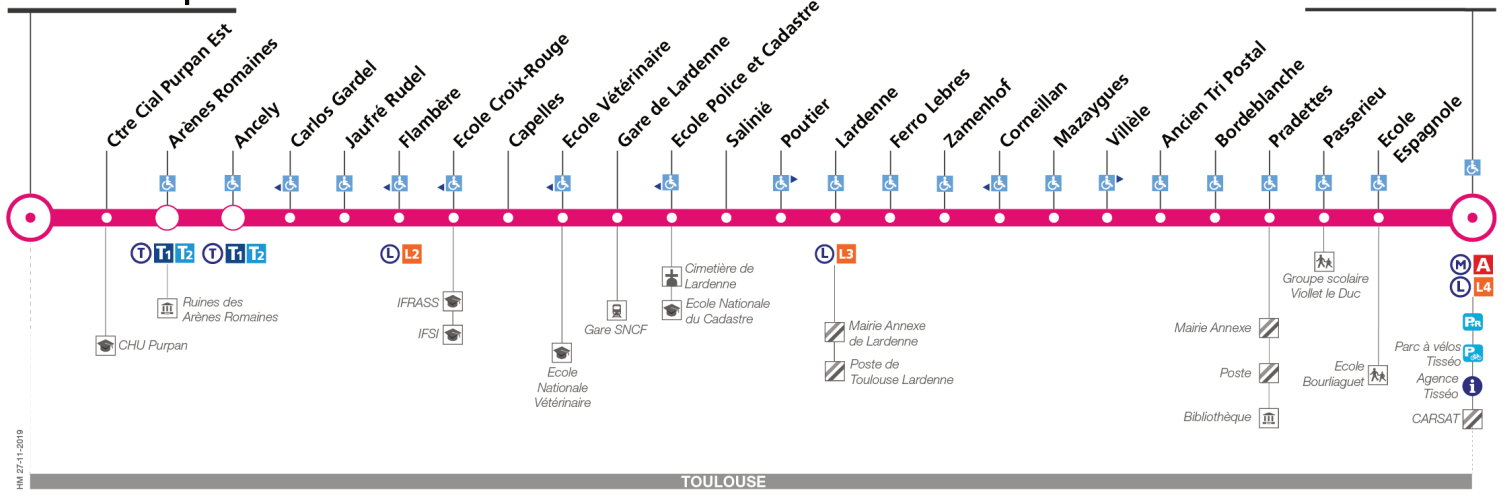 Ctre Cial Purpan Est
Arènes Romaines
Ancely
Carlos Gardel
Jaufré Rudel
Flambère
Ecole Croix-Rouge
Capelles
Ecole Vétérinaire
Gare de Lardenne
Ecole Police et Cadastre
Salinié
Poutier
Lardenne
Ferro Lebres
Zamenhof
Corneillan
Mazaygues
Villèle
Ancien Tri Postal
Bordeblanche
Pradettes
Passerieu
Ecole
Espagnole
T T1 T2
T T1 T2
L L2
L L3
M A
L L4
Ruines des
Arènes Romaines
CHU Purpan
IFRASS
IFSI
Ecole
Nationale
Vétérinaire
Gare SNCF
Cimetière de
Lardenne
Ecole Nationale
du Cadastre
Mairie Annexe
de Lardenne
Poste de
Toulouse Lardenne
Mairie Annexe
Poste
Bibliothèque
Groupe scolaire
Viollet le Duc
Ecole
Bourliaguet
P+R
Parc à vélos
Tisséo
P
Agence
Tisséo
i
CARSAT
HM 27-11-2019
TOULOUSE